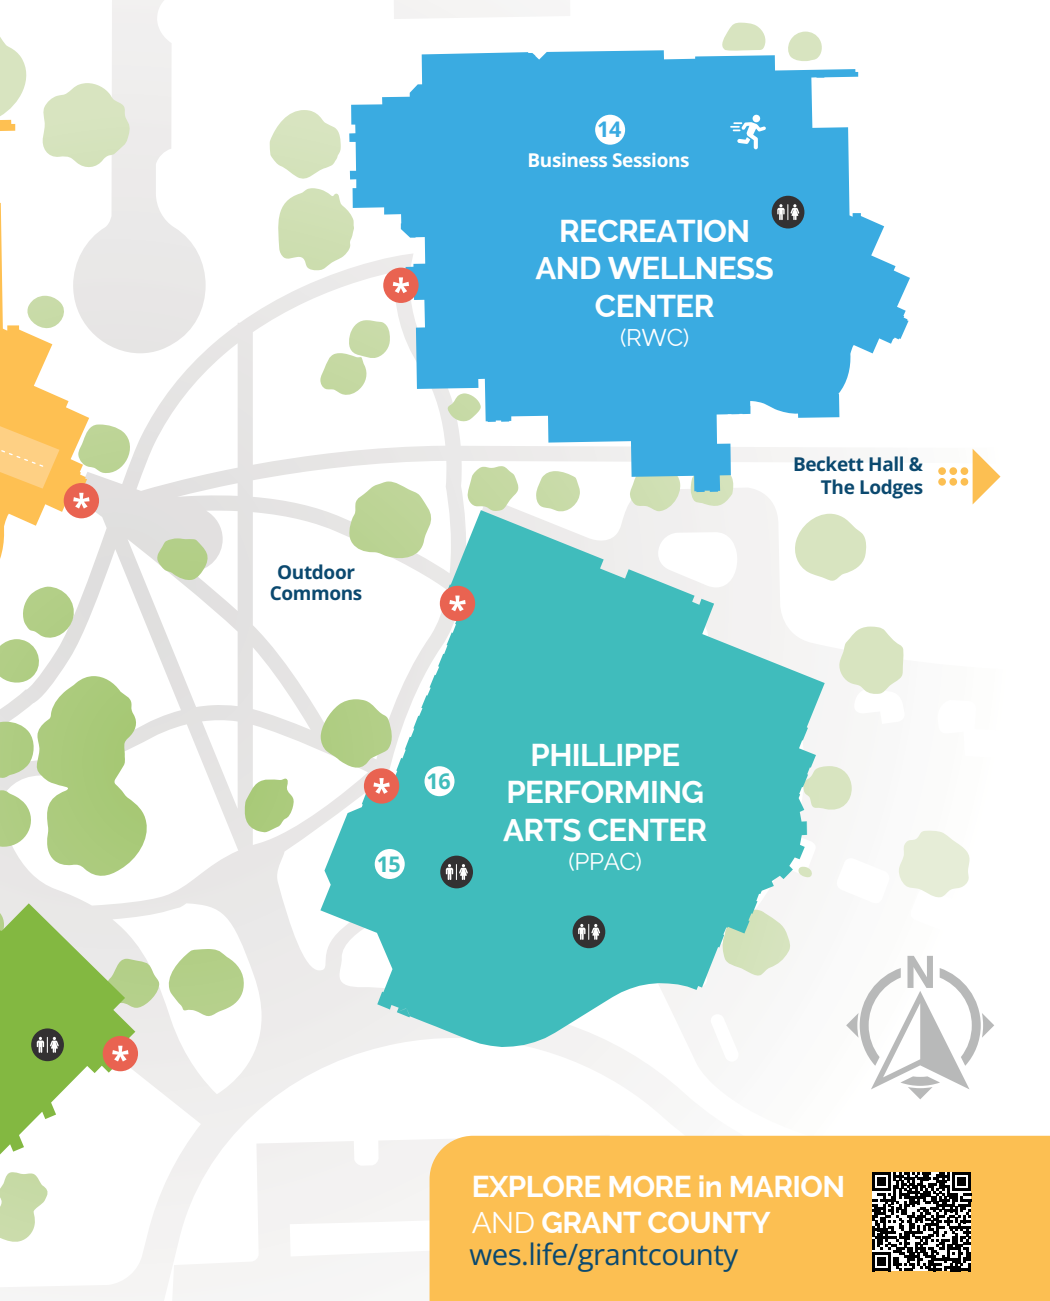 14
Business Sessions
RECREATION
AND WELLNESS
CENTER
(RWC)
*
Beckett Hall &
The Lodges
*
Outdoor
Commons
*
PHILLIPPE
PERFORMING
ARTS CENTER
(PPAC)
16
*
15
N
*
EXPLORE MORE in MARION
AND GRANT COUNTY
wes.life/grantcounty